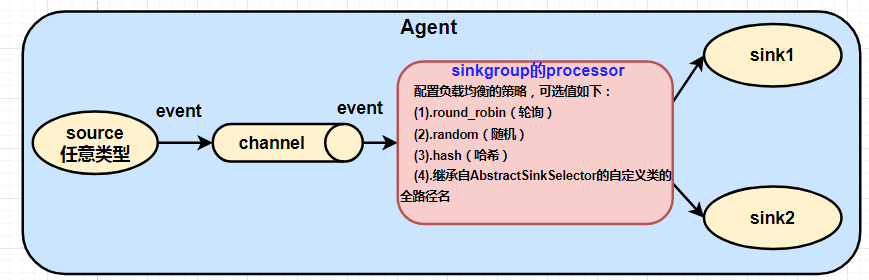 Agent
sinkgroup的processor
配置负载均衡的策略，可选值如下：
(1).round_robin（轮询）
(2).random（随机）
(3).hash（哈希）
(4).继承自AbstractSinkSelector的自定义类的
全路径名
source
任意类型
event
channel
event
sink1
sink2